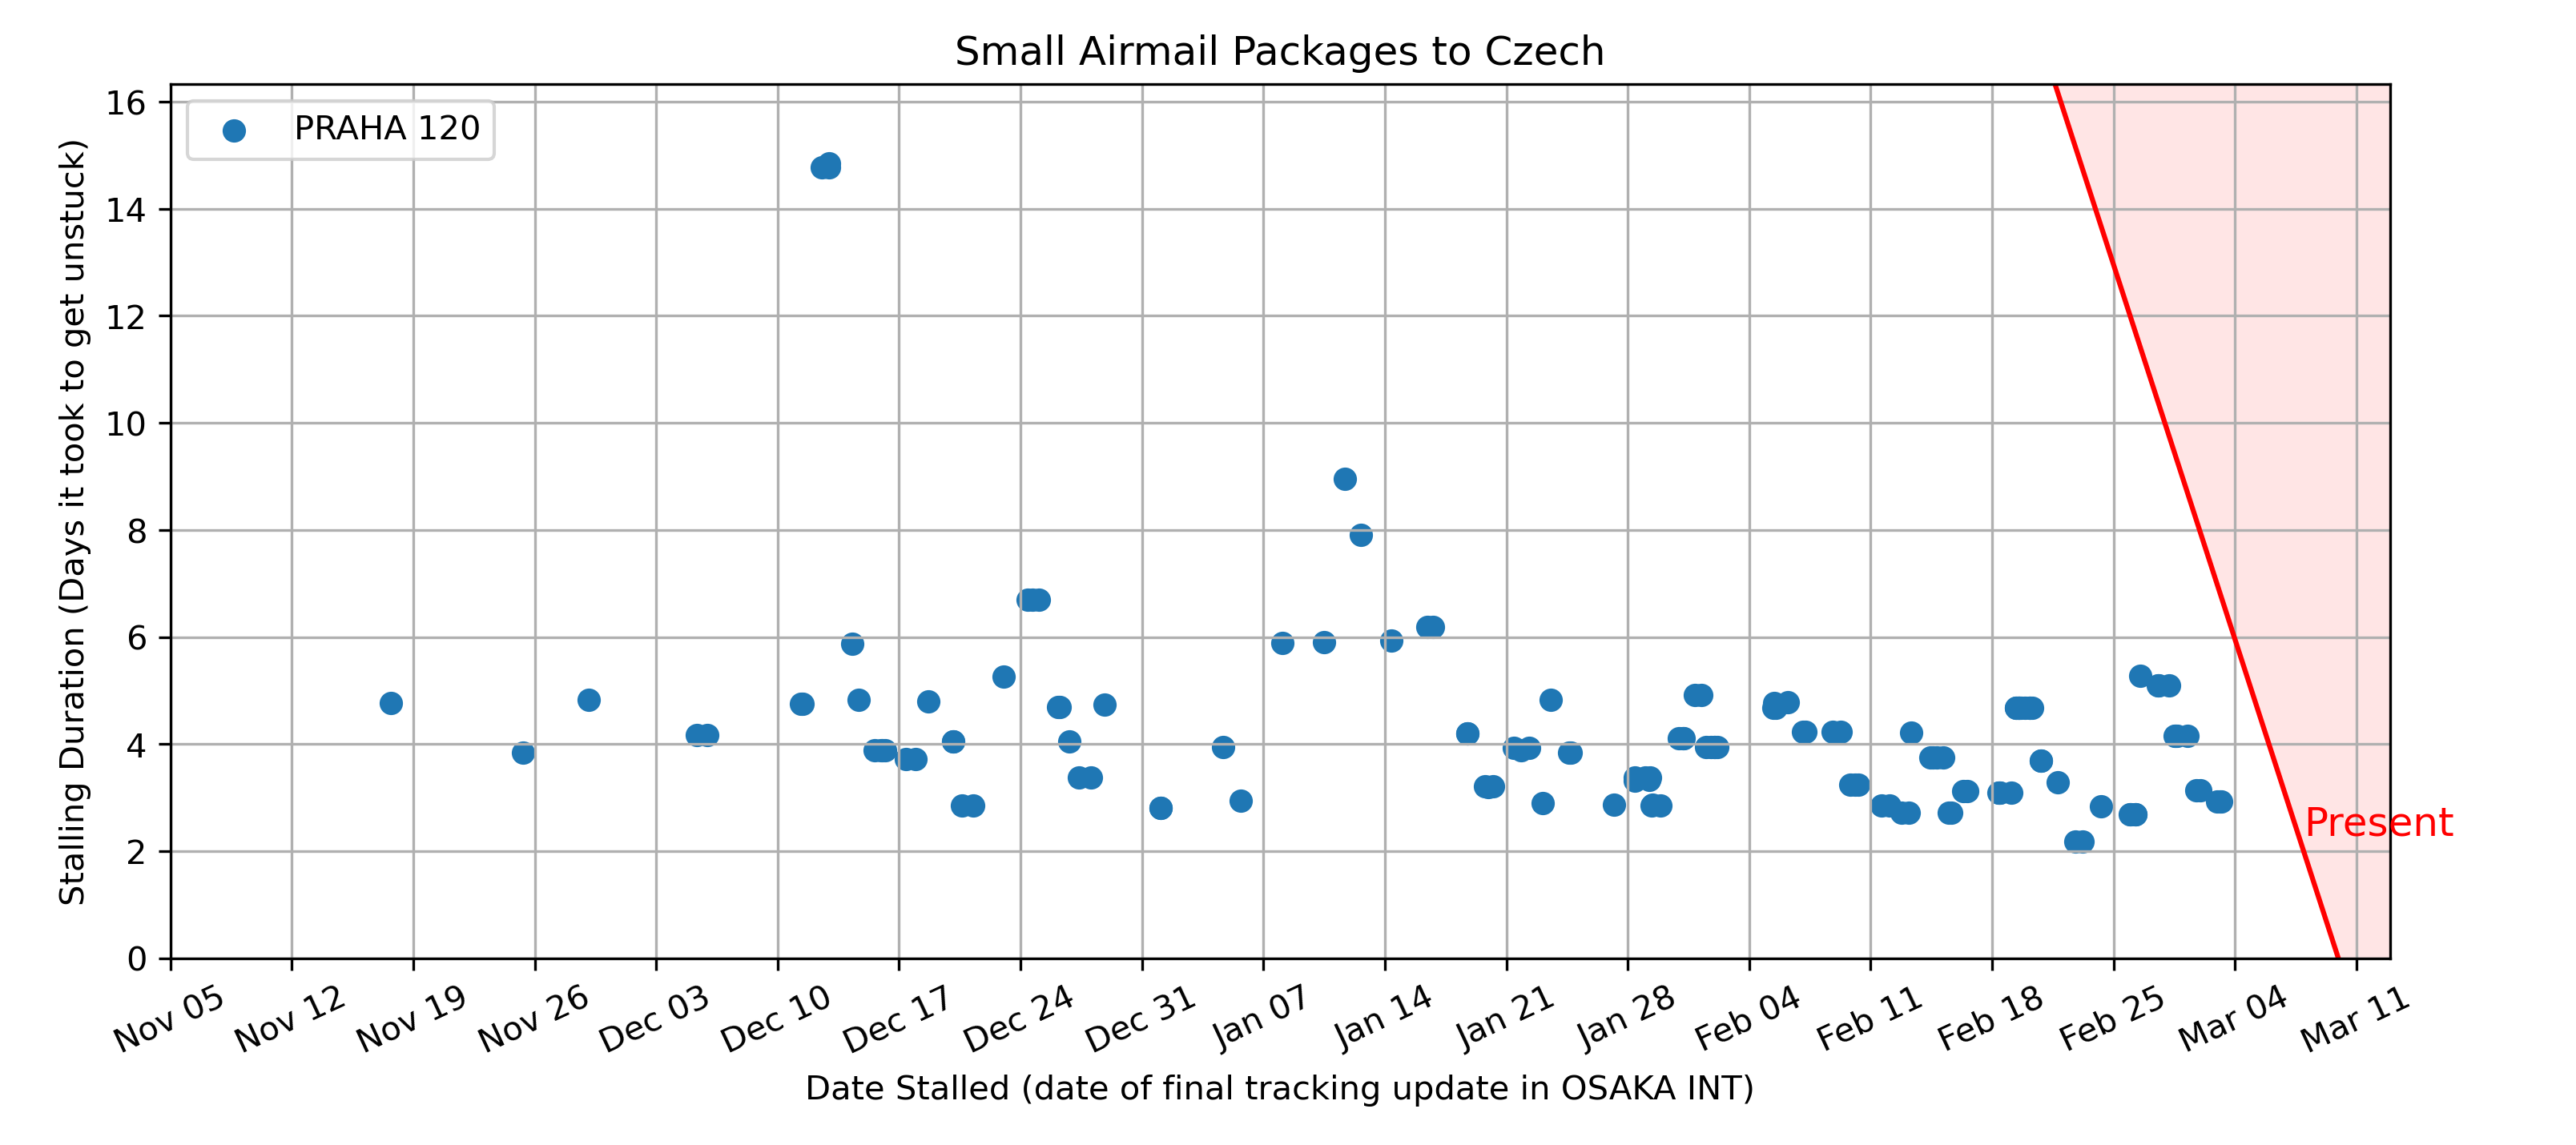 Small Airmail Packages to Czech
PRAHA 120
Stalling Duration (Days it took to get unstuck)
16
14
12
10
8
6
4
2
0
Present
Nov 05
Nov 12
Nov 19
Nov 26
Dec 03
Dec 10
Dec 17
Dec 24
Dec 31
Jan 07
Jan 14
Jan 21
Jan 28
Feb 04
Feb 11
Feb 18
Feb 25
Mar 04
Mar 11
Date Stalled (date of final tracking update in OSAKA INT)